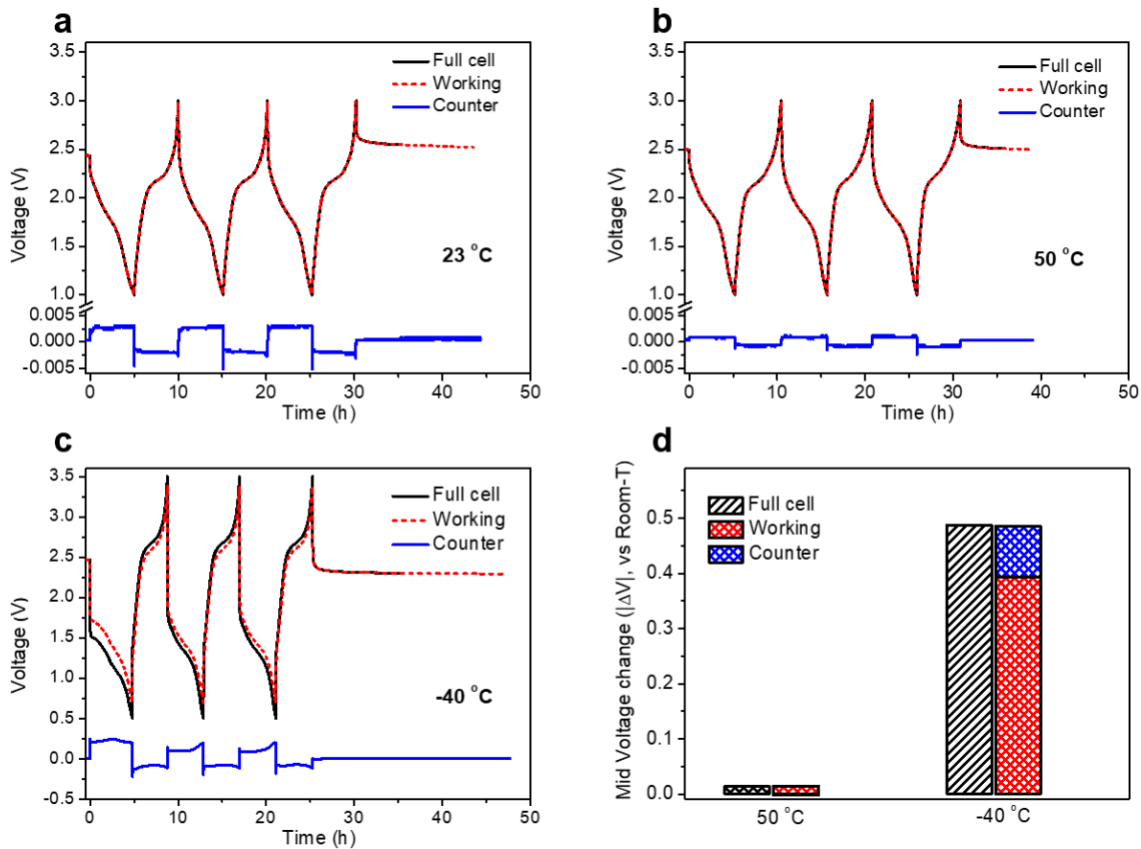 a
3.5
3.0
2.5
2.0
1.5
1.0
0.005
0.000
-0.005
Voltage (V)
Full cell
Working
Counter
23 °C
0 10 20 30 40 50
Time (h)
b
3.5
3.0
2.5
2.0
1.5
1.0
0.005
0.000
-0.005
Voltage (V)
Full cell
Working
Counter
50 °C
0 10 20 30 40 50
Time (h)
c
3.5
3.0
2.5
2.0
1.5
1.0
0.5
0.0
-0.5
Voltage (V)
Full cell
Working
Counter
-40 °C
0 10 20 30 40 50
Time (h)
d
0.5
0.4
0.3
0.2
0.1
0.0
Mid Voltage change (|ΔV|, vs Room-T)
Full cell
Working
Counter
50 °C -40 °C